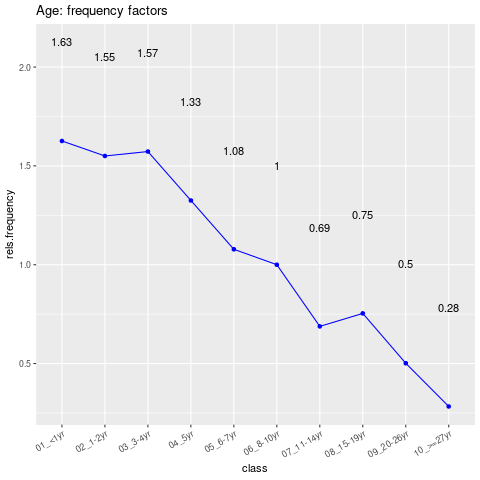 Age: frequency factors
1.63
1.55
1.57
1.33
1.08
1
0.69
0.75
0.5
0.28
2.0
1.5
1.0
0.5
rels.frequency
01_<1yr
02_1-2yr
03_3-4yr
04_5yr
05_6-7yr
06_8-10yr
07_11-14yr
08_15-19yr
09_20-26yr
10_>=27yr
class